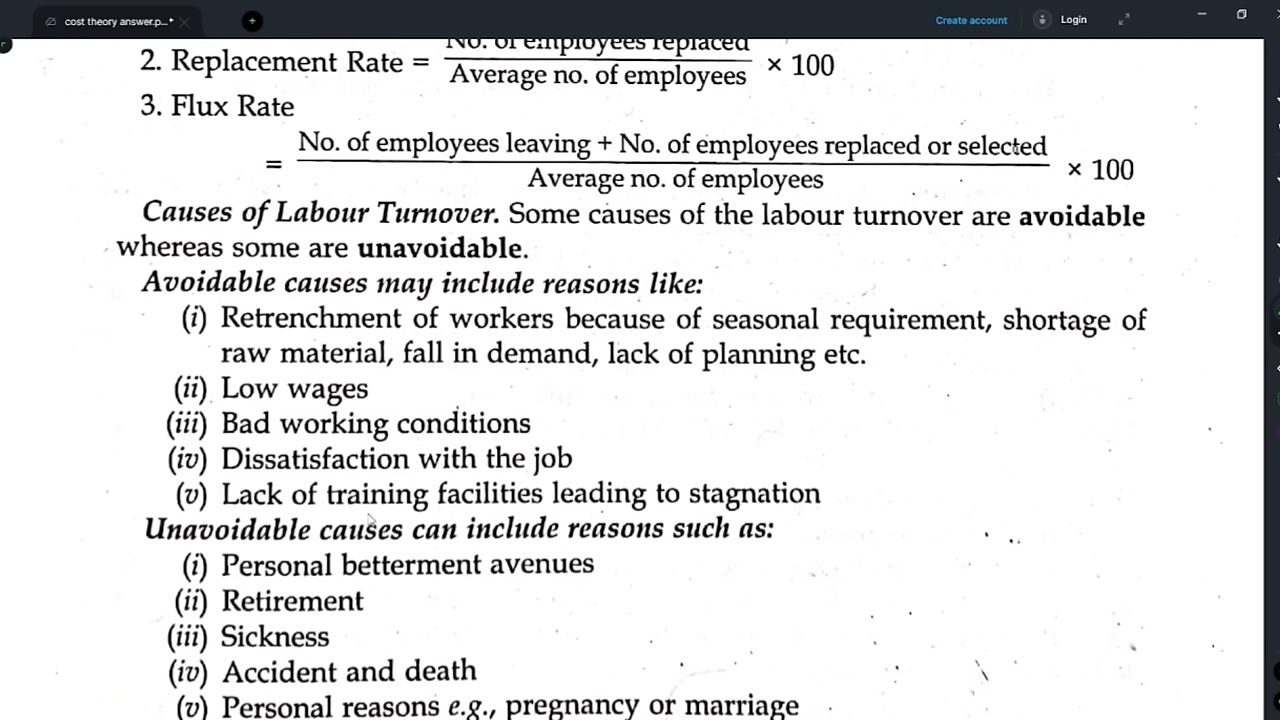 cost theory answer.p...*
Create account
Login
No. of employees replaced
2. Replacement Rate = Average no. of employees × 100
3. Flux Rate
No. of employees leaving + No. of employees replaced or selected
= Average no. of employees × 100
Causes of Labour Turnover. Some causes of the labour turnover are avoidable
whereas some are unavoidable.
Avoidable causes may include reasons like:
(i) Retrenchment of workers because of seasonal requirement, shortage of
raw material, fall in demand, lack of planning etc.
(ii) Low wages
(iii) Bad working conditions
(iv) Dissatisfaction with the job
(v) Lack of training facilities leading to stagnation
Unavoidable causes can include reasons such as:
(i) Personal betterment avenues
(ii) Retirement
(iii) Sickness
(iv) Accident and death
(v) Personal reasons e.g., pregnancy or marriage